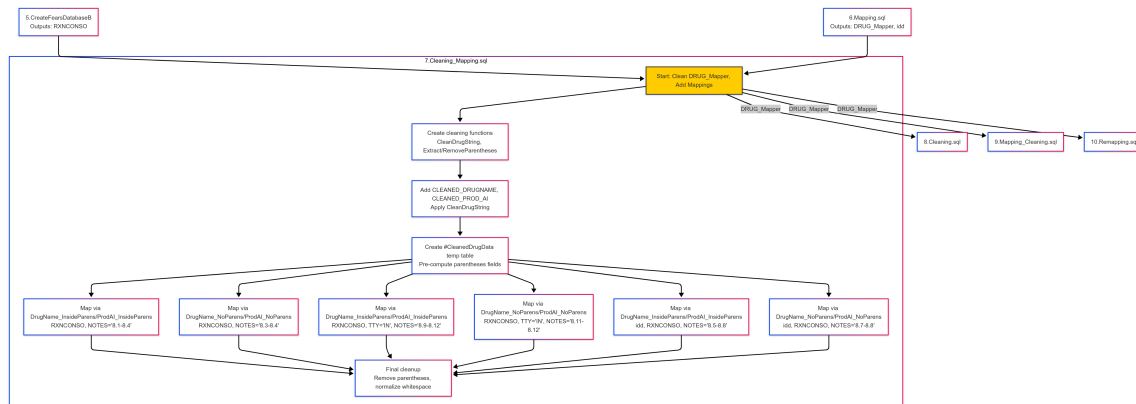 5.CreateFearsDatabaseB
Outputs: RXNCONSO
6.Mapping.sql
Outputs: DRUG_Mapper, idd
7.Cleaning_Mapping.sql
Start: Clean DRUG_Mapper,
Add Mappings
DRUG_Mapper
DRUG_Mapper
DRUG_Mapper
8.Cleaning.sql
9.Mapping_Cleaning.sql
10.Remapping.sql
Create cleaning functions
CleanDrugString,
Extract/RemoveParentheses
Add CLEANED_DRUGNAME,
CLEANED_PROD_AI
Apply CleanDrugString
Create #CleanedDrugData
temp table
Pre-compute parentheses fields
Map via
DrugName_InsideParens/ProdAI_InsideParens
RXNCONSO, NOTES='8.1-8.4'
Map via
DrugName_NoParens/ProdAI_NoParens
RXNCONSO, NOTES='8.3-8.4'
Map via
DrugName_InsideParens/ProdAI_InsideParens
RXNCONSO, TTY='IN', NOTES='8.9-8.12'
Map via
DrugName_NoParens/ProdAI_NoParens
RXNCONSO, TTY='IN', NOTES='8.11-
8.12'
Map via
DrugName_InsideParens/ProdAI_InsideParens
idd, RXNCONSO, NOTES='8.5-8.8'
Map via
DrugName_NoParens/ProdAI_NoParens
idd, RXNCONSO, NOTES='8.7-8.8'
Final cleanup
Remove parentheses,
normalize whitespace